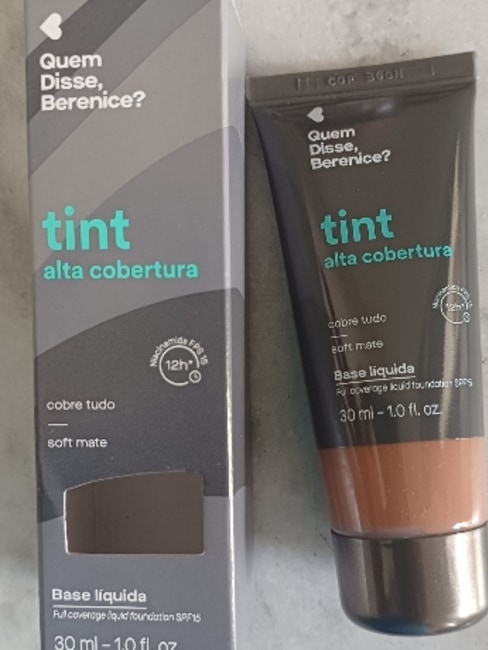 Quem
Disse,
Berenice?
tint
alta cobertura
Niacinamida FPS 15
12h*
cobre tudo
soft mate
Base líquida
Full coverage liquid foundation SPF15
30 ml - 1.0 fl. oz.
Quem
Disse,
Berenice?
tint
alta cobertura
12h*
cobre tudo
soft mate
Base líquida
Full coverage liquid foundation SPF15
30 ml - 1.0 fl. oz.